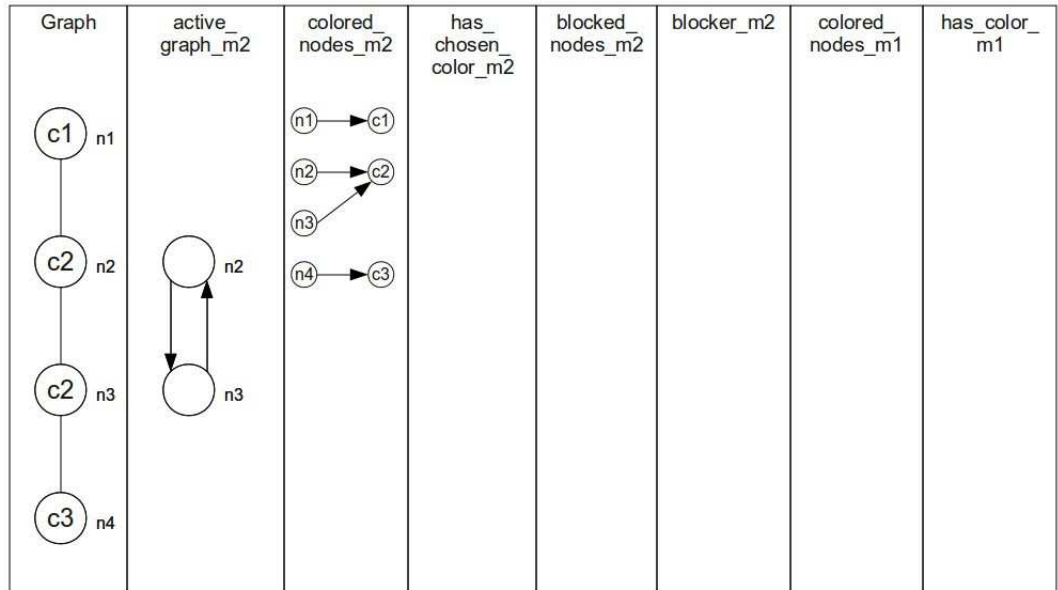 Graph
active_
graph_m2
colored_
nodes_m2
has_
chosen_
color_m2
blocked_
nodes_m2
blocker_m2
colored_
nodes_m1
has_color_
m1
c1 n1
c2 n2
c2 n3
c3 n4
n2
n3
n1 c1
n2 c2
n3
n4 c3